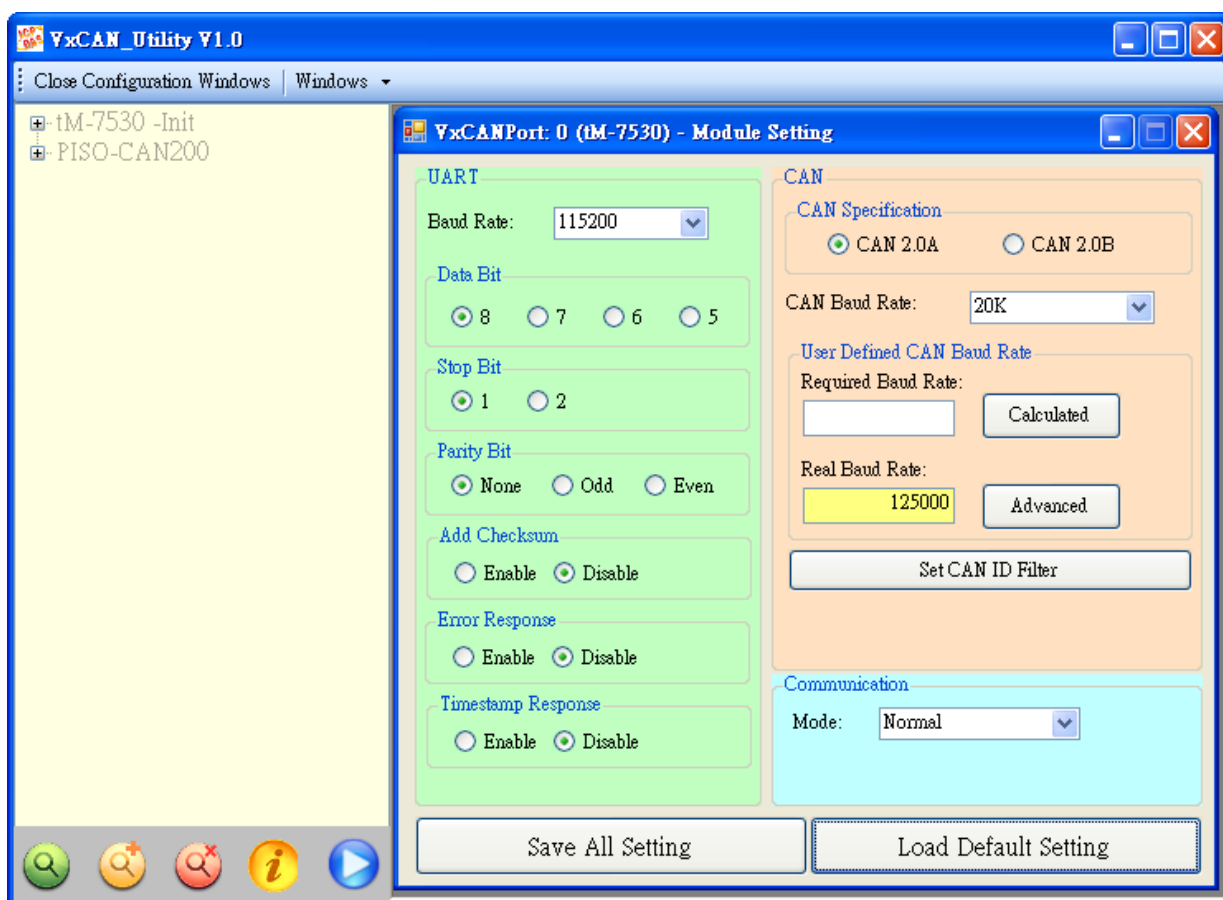 VxCAN_Utility V1.0
Close Configuration Windows
Windows
tM-7530 -Init
PISO-CAN200
VxCANPort: 0 (tM-7530) - Module Setting
UART
Baud Rate: 115200
Data Bit
8 7 6 5
Stop Bit
1 2
Parity Bit
None Odd Even
Add Checksum
Enable Disable
Error Response
Enable Disable
Timestamp Response
Enable Disable
CAN
CAN Specification
CAN 2.0A CAN 2.0B
CAN Baud Rate: 20K
User Defined CAN Baud Rate
Required Baud Rate:
Calculated
Real Baud Rate:
125000 Advanced
Set CAN ID Filter
Communication
Mode: Normal
Save All Setting Load Default Setting